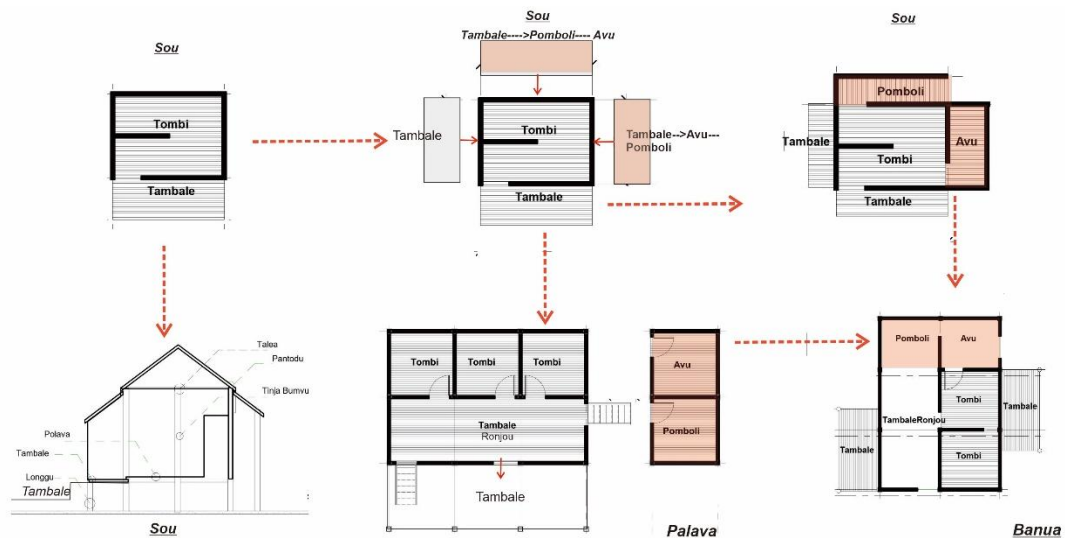 Sou
Tombi
Tambale
Sou
Tambale---->Pomboli---- Avu
Tambale
Tombi
Tambale-->Avu---
Pomboli
Tambale
Sou
Pomboli
Tambale
Avu
Tombi
Tambale
Talea
Pantodu
Tinja Bumvu
Polava
Tambale
Longgu
Tambale
Sou
Tombi
Tombi
Tombi
Tambale
Ronjou
Tambale
Avu
Pomboli
Palava
Pomboli
Avu
Tombi
TambaleRonjou
Tambale
Tambale
Tombi
Banua